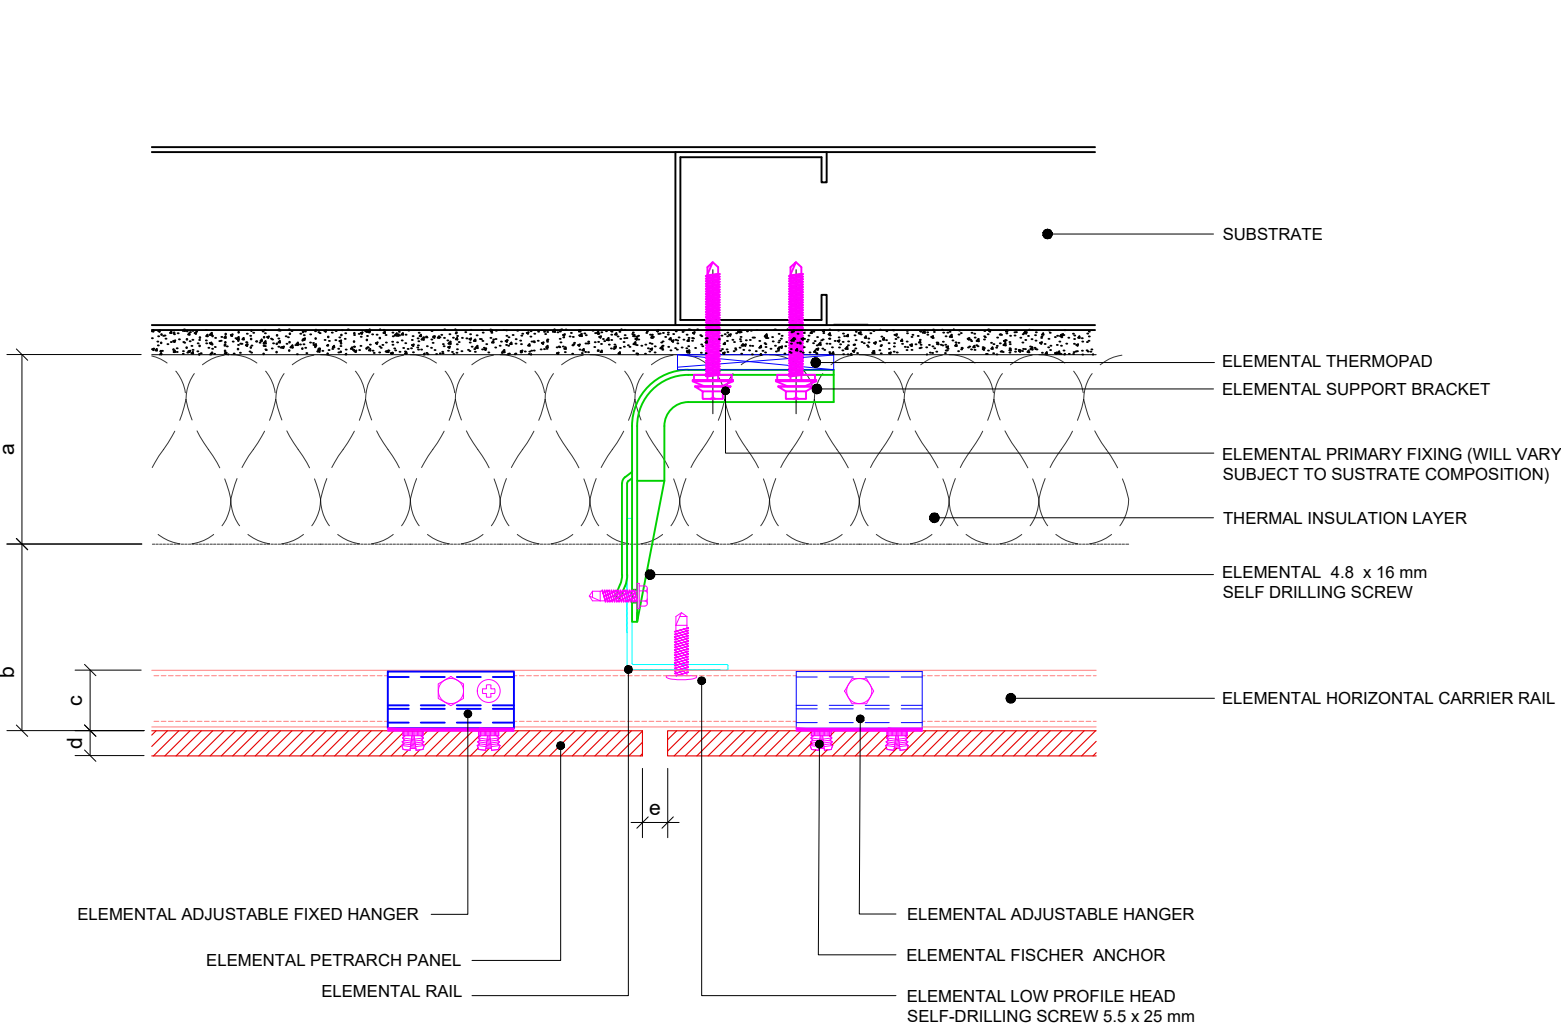 SUBSTRATE
ELEMENTAL THERMOPAD
ELEMENTAL SUPPORT BRACKET
ELEMENTAL PRIMARY FIXING (WILL VARY
SUBJECT TO SUSTRATE COMPOSITION)
THERMAL INSULATION LAYER
ELEMENTAL 4.8 x 16 mm
SELF DRILLING SCREW
ELEMENTAL HORIZONTAL CARRIER RAIL
a
b
c
d
e
ELEMENTAL ADJUSTABLE FIXED HANGER
ELEMENTAL PETRARCH PANEL
ELEMENTAL RAIL
ELEMENTAL ADJUSTABLE HANGER
ELEMENTAL FISCHER ANCHOR
ELEMENTAL LOW PROFILE HEAD
SELF-DRILLING SCREW 5.5 x 25 mm